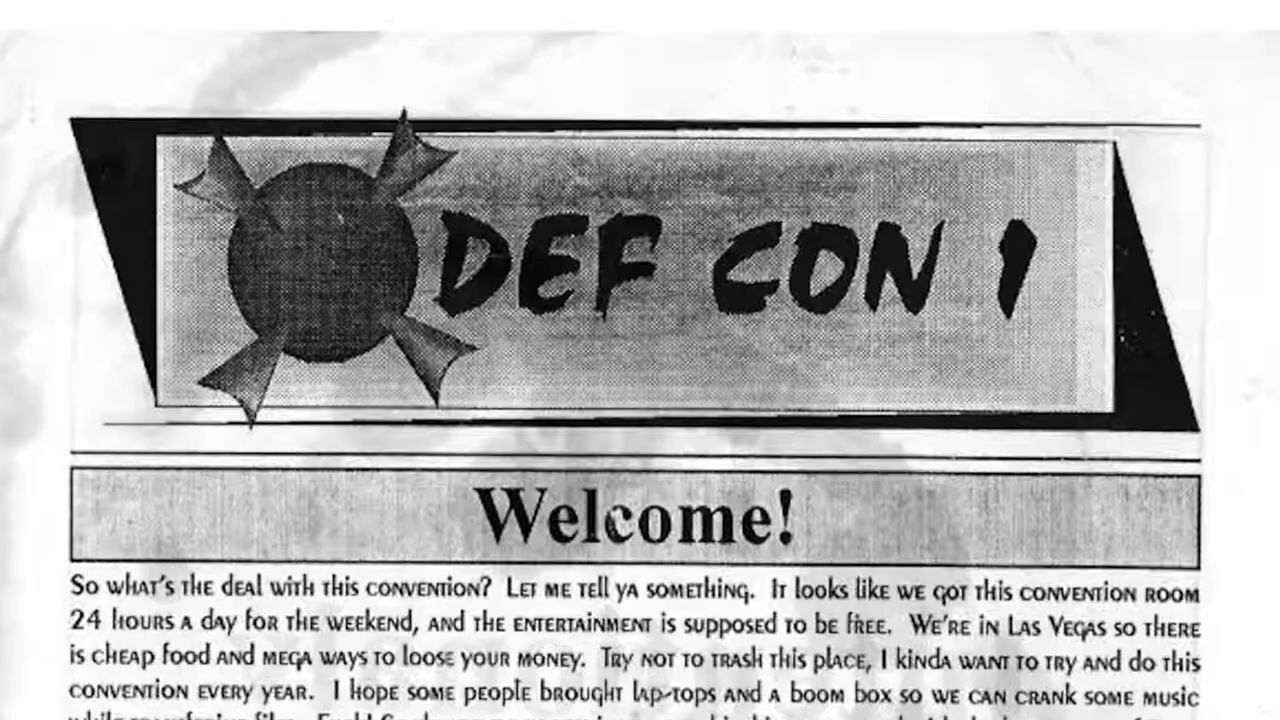 DEF CON 1
Welcome!
So what's the deal with this convention? Let me tell ya something. It looks like we got this convention room
24 hours a day for the weekend, and the entertainment is supposed to be free. We're in Las Vegas so there
is cheap food and mega ways to loose your money. Try not to trash this place, I kinda want to try and do this
convention every year. I hope some people brought lap-tops and a boom box so we can crank some music